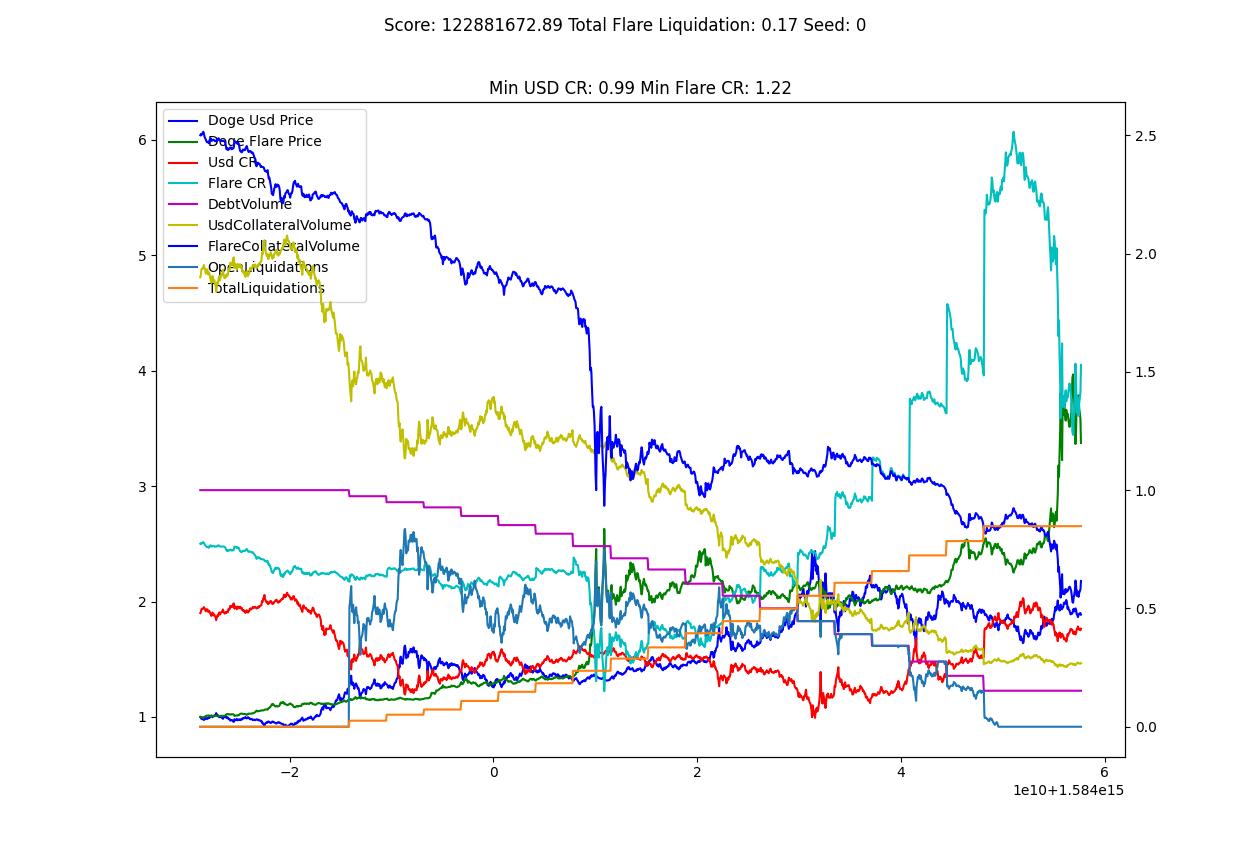 Score: 122881672.89 Total Flare Liquidation: 0.17 Seed: 0
Min USD CR: 0.99 Min Flare CR: 1.22
Doge Usd Price
Doge Flare Price
Usd CR
Flare CR
DebtVolume
UsdCollateralVolume
FlareCollateralVolume
OpenLiquidations
TotalLiquidations
6
5
4
3
2
1
2.5
2.0
1.5
1.0
0.5
0.0
−2
0
2
4
6
1e10+1.584e15